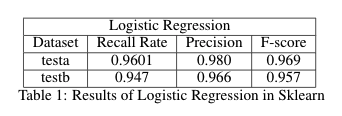 Logistic Regression
Dataset Recall Rate Precision F-score
testa 0.9601 0.980 0.969
testb 0.947 0.966 0.957
Table 1: Results of Logistic Regression in Sklearn